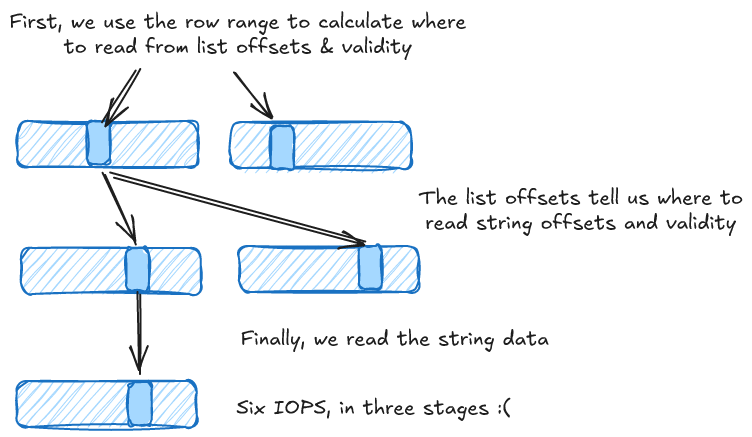 First, we use the row range to calculate where
to read from list offsets & validity
The list offsets tell us where to
read string offsets and validity
Finally, we read the string data
Six IOPS, in three stages :(